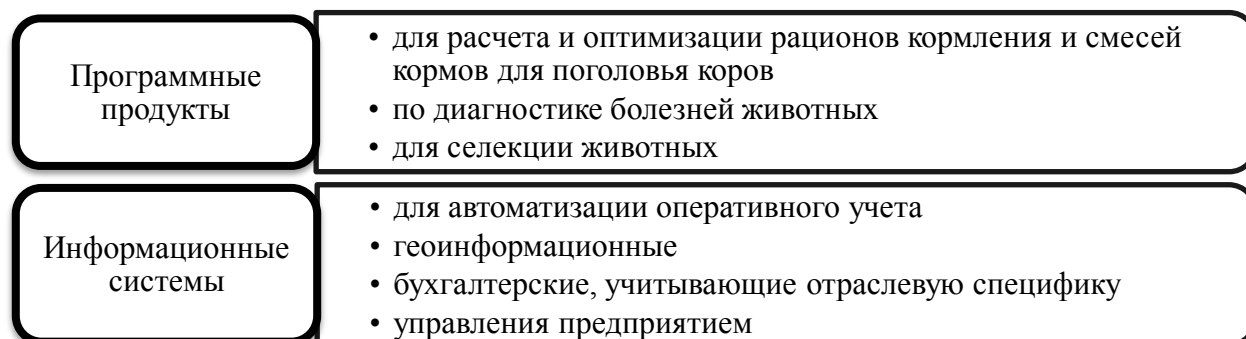 Программные
продукты
• для расчета и оптимизации рационов кормления и смесей
кормов для поголовья коров
• по диагностике болезней животных
• для селекции животных
Информационные
системы
• для автоматизации оперативного учета
• геоинформационные
• бухгалтерские, учитывающие отраслевую специфику
• управления предприятием